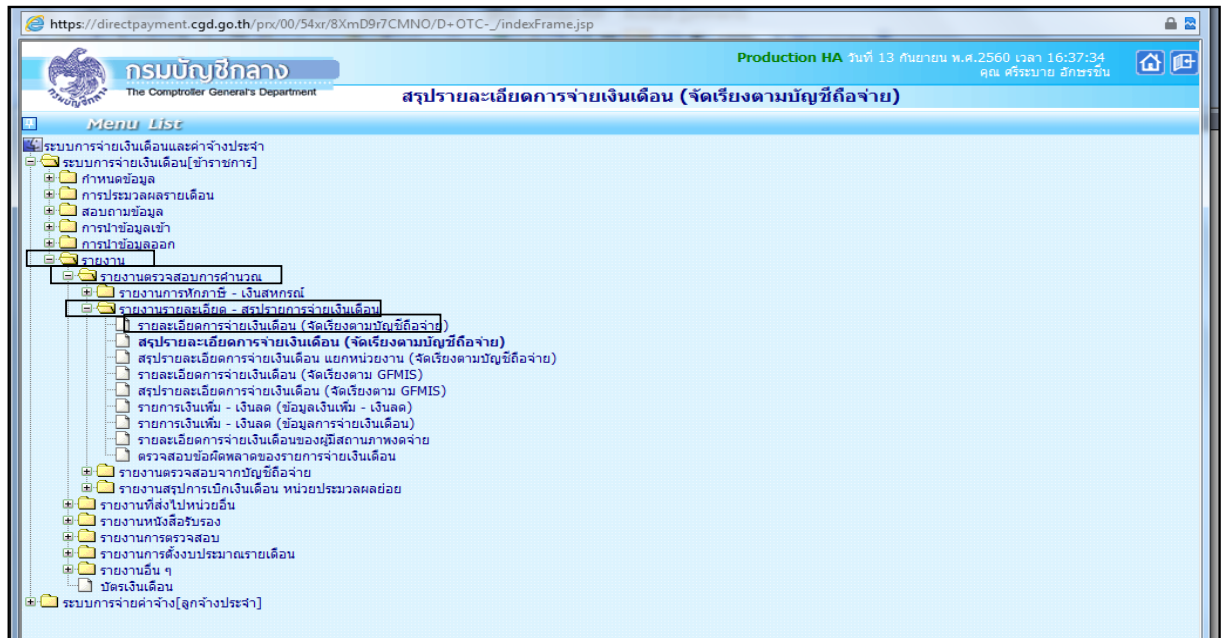 https://directpayment.cgd.go.th/prx/00/54xr/8XmD9r7CMNO/D+OTC-_/indexFrame.jsp
กรมบัญชีกลาง
The Comptroller General's Department
Production HA วันที่ 13 กันยายน พ.ศ.2560 เวลา 16:37:34
คุณ ศรีระบาย อักษรชื่น
สรุปรายละเอียดการจ่ายเงินเดือน (จัดเรียงตามบัญชีถือจ่าย)
Menu List
ระบบการจ่ายเงินเดือนและค่าจ้างประจำ
ระบบการจ่ายเงินเดือน[ข้าราชการ]
กำหนดข้อมูล
การประมวลผลรายเดือน
สอบถามข้อมูล
การนำข้อมูลเข้า
การนำข้อมูลออก
รายงาน
รายงานตรวจสอบการคำนวณ
รายงานการหักภาษี - เงินสหกรณ์
รายงานรายละเอียด - สรุปรายการจ่ายเงินเดือน
รายละเอียดการจ่ายเงินเดือน (จัดเรียงตามบัญชีถือจ่าย)
สรุปรายละเอียดการจ่ายเงินเดือน (จัดเรียงตามบัญชีถือจ่าย)
สรุปรายละเอียดการจ่ายเงินเดือน แยกหน่วยงาน (จัดเรียงตามบัญชีถือจ่าย)
รายละเอียดการจ่ายเงินเดือน (จัดเรียงตาม GFMIS)
สรุปรายละเอียดการจ่ายเงินเดือน (จัดเรียงตาม GFMIS)
รายการเงินเพิ่ม - เงินลด (ข้อมูลเงินเพิ่ม - เงินลด)
รายการเงินเพิ่ม - เงินลด (ข้อมูลการจ่ายเงินเดือน)
รายละเอียดการจ่ายเงินเดือนของผู้มีสถานภาพงดจ่าย
ตรวจสอบข้อผิดพลาดของรายการจ่ายเงินเดือน
รายงานตรวจสอบจากบัญชีถือจ่าย
รายงานสรุปการเบิกเงินเดือน หน่วยประมวลผลย่อย
รายงานที่ส่งไปหน่วยอื่น
รายงานหนังสือรับรอง
รายงานการตรวจสอบ
รายงานการตั้งงบประมาณรายเดือน
รายงานอื่น ๆ
บัตรเงินเดือน
ระบบการจ่ายค่าจ้าง[ลูกจ้างประจำ]